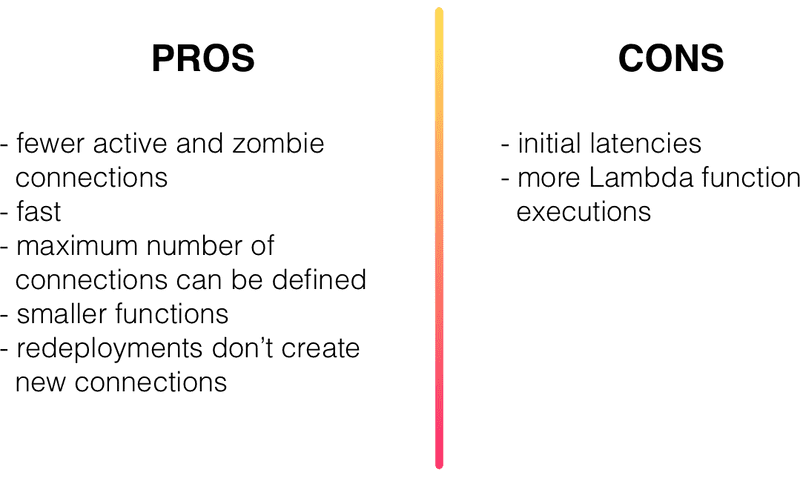 PROS
- fewer active and zombie
connections
- fast
- maximum number of
connections can be defined
- smaller functions
- redeployments don’t create
new connections
CONS
- initial latencies
- more Lambda function
executions